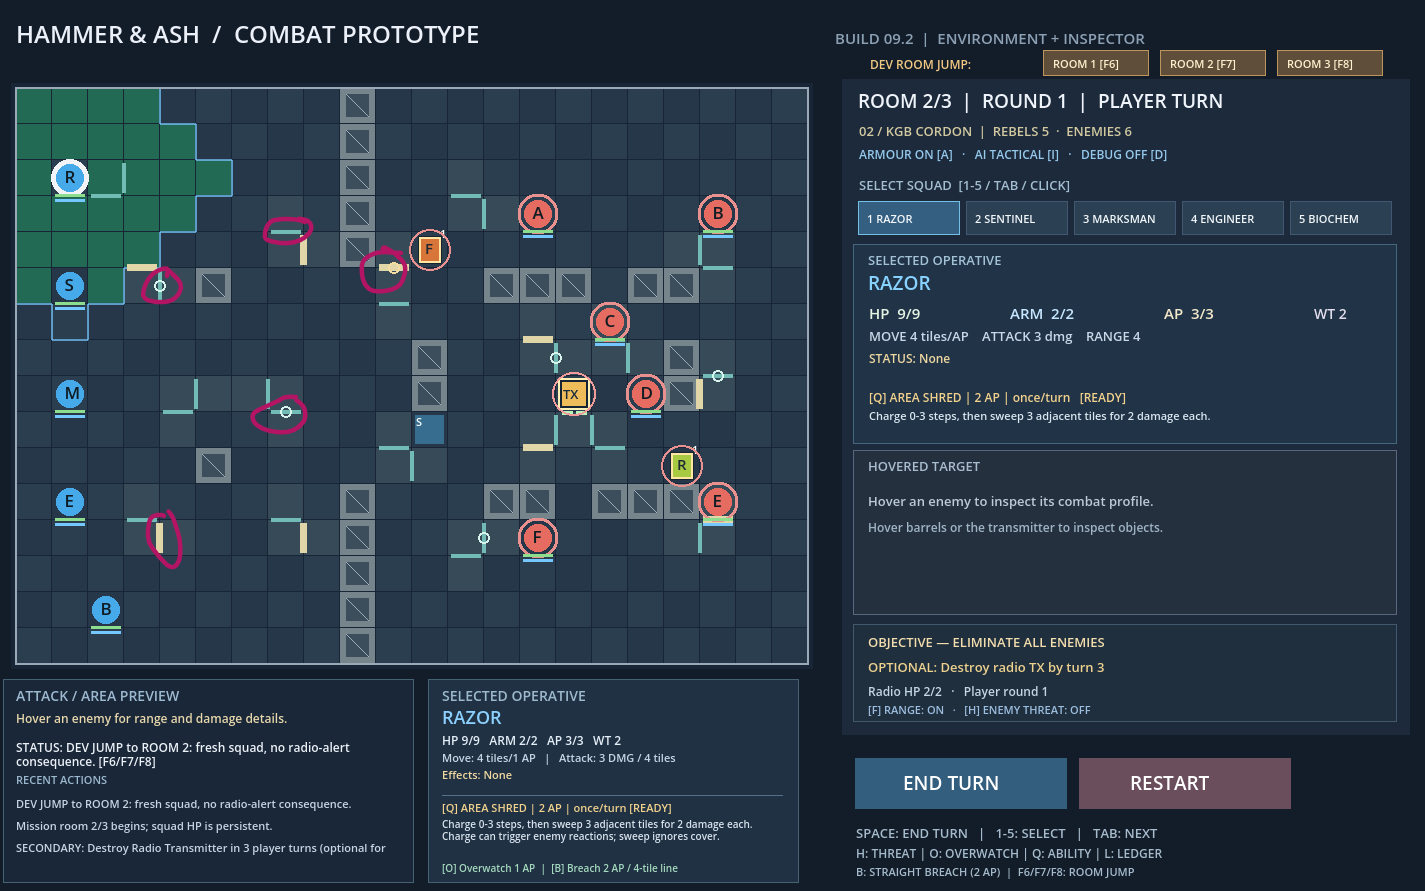 HAMMER & ASH / COMBAT PROTOTYPE
BUILD 09.2 | ENVIRONMENT + INSPECTOR
DEV ROOM JUMP:
ROOM 1 [F6]
ROOM 2 [F7]
ROOM 3 [F8]
ROOM 2/3 | ROUND 1 | PLAYER TURN
02 / KGB CORDON | REBELS 5 · ENEMIES 6
ARMOUR ON [A] · AI TACTICAL [I] · DEBUG OFF [D]
SELECT SQUAD [1-5 / TAB / CLICK]
1 RAZOR
2 SENTINEL
3 MARKSMAN
4 ENGINEER
5 BIOCHEM
SELECTED OPERATIVE
RAZOR
HP 9/9 ARM 2/2 AP 3/3 WT 2
MOVE 4 tiles/AP ATTACK 3 dmg RANGE 4
STATUS: None
[Q] AREA SHRED | 2 AP | once/turn [READY]
Charge 0-3 steps, then sweep 3 adjacent tiles for 2 damage each.
HOVERED TARGET
Hover an enemy to inspect its combat profile.
Hover barrels or the transmitter to inspect objects.
OBJECTIVE — ELIMINATE ALL ENEMIES
OPTIONAL: Destroy radio TX by turn 3
Radio HP 2/2 · Player round 1
[F] RANGE: ON · [H] ENEMY THREAT: OFF
END TURN
RESTART
SPACE: END TURN | 1-5: SELECT | TAB: NEXT
H: THREAT | O: OVERWATCH | Q: ABILITY | L: LEDGER
B: STRAIGHT BREACH (2 AP) | F6/F7/F8: ROOM JUMP
R
A
B
F
1
S
C
M
TX
D
S
R
1
E
E
F
B
ATTACK / AREA PREVIEW
Hover an enemy for range and damage details.
STATUS: DEV JUMP to ROOM 2: fresh squad, no radio-alert
consequence. [F6/F7/F8]
RECENT ACTIONS
DEV JUMP to ROOM 2: fresh squad, no radio-alert consequence.
Mission room 2/3 begins; squad HP is persistent.
SECONDARY: Destroy Radio Transmitter in 3 player turns (optional for
SELECTED OPERATIVE
RAZOR
HP 9/9 ARM 2/2 AP 3/3 WT 2
Move: 4 tiles/1 AP | Attack: 3 DMG / 4 tiles
Effects: None
[Q] AREA SHRED | 2 AP | once/turn [READY]
Charge 0-3 steps, then sweep 3 adjacent tiles for 2 damage each.
Charge can trigger enemy reactions; sweep ignores cover.
[O] Overwatch 1 AP | [B] Breach 2 AP / 4-tile line